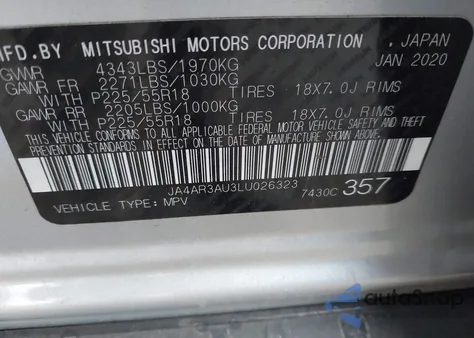 MFD.BY MITSUBISHI MOTORS CORPORATION , JAPAN
GVWR 4343LBS/1970KG JAN 2020
GAWR FR 2271LBS/1030KG
WITH P225/55R18 TIRES 18X7.0J RIMS
GAWR RR LBS/1000KG
WITH P225/55R18 TIRES 18X7.0J RIMS
THIS VEHICLE CONFORMS TO ALL APPLICABLE FEDERAL MOTOR VEHICLE SAFETY, BUMPER, AND THEFT
PREVENTION STANDARDS IN EFFECT ON THE DATE OF MANUFACTURE SHOWN ABOVE.
JA4AR3AU3LU026323
VEHICLE TYPE: MPV 7430C 357
autoSnap